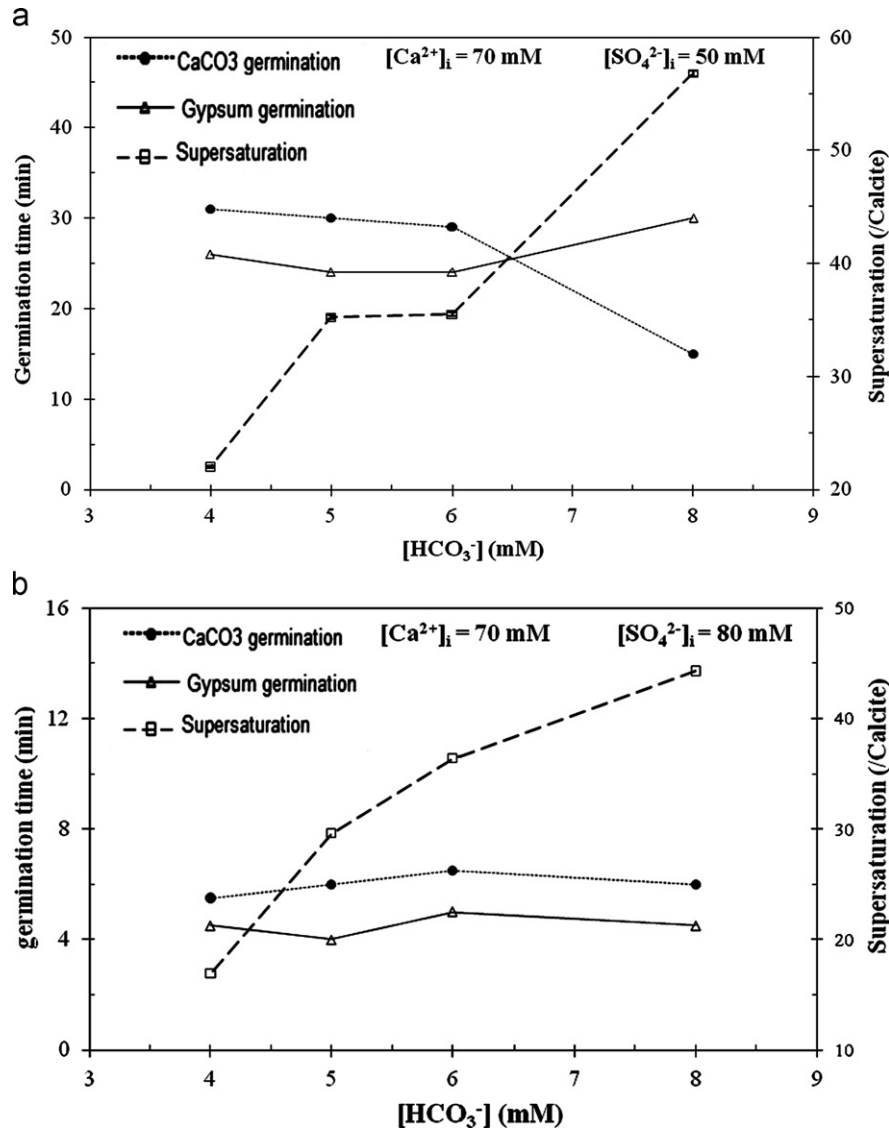 a
50
40
30
20
10
0
Germination time (min)
CaCO3 germination
Gypsum germination
Supersaturation
[Ca²⁺]ᵢ = 70 mM [SO₄²⁻]ᵢ = 50 mM
60
50
40
30
20
Supersaturation (/Calcite)
3 4 5 6 7 8 9
[HCO₃⁻] (mM)
b
16
12
8
4
0
germination time (min)
CaCO3 germination
Gypsum germination
Supersaturation
[Ca²⁺]ᵢ = 70 mM [SO₄²⁻]ᵢ = 80 mM
50
40
30
20
10
Supersaturation (/Calcite)
3 4 5 6 7 8 9
[HCO₃⁻] (mM)